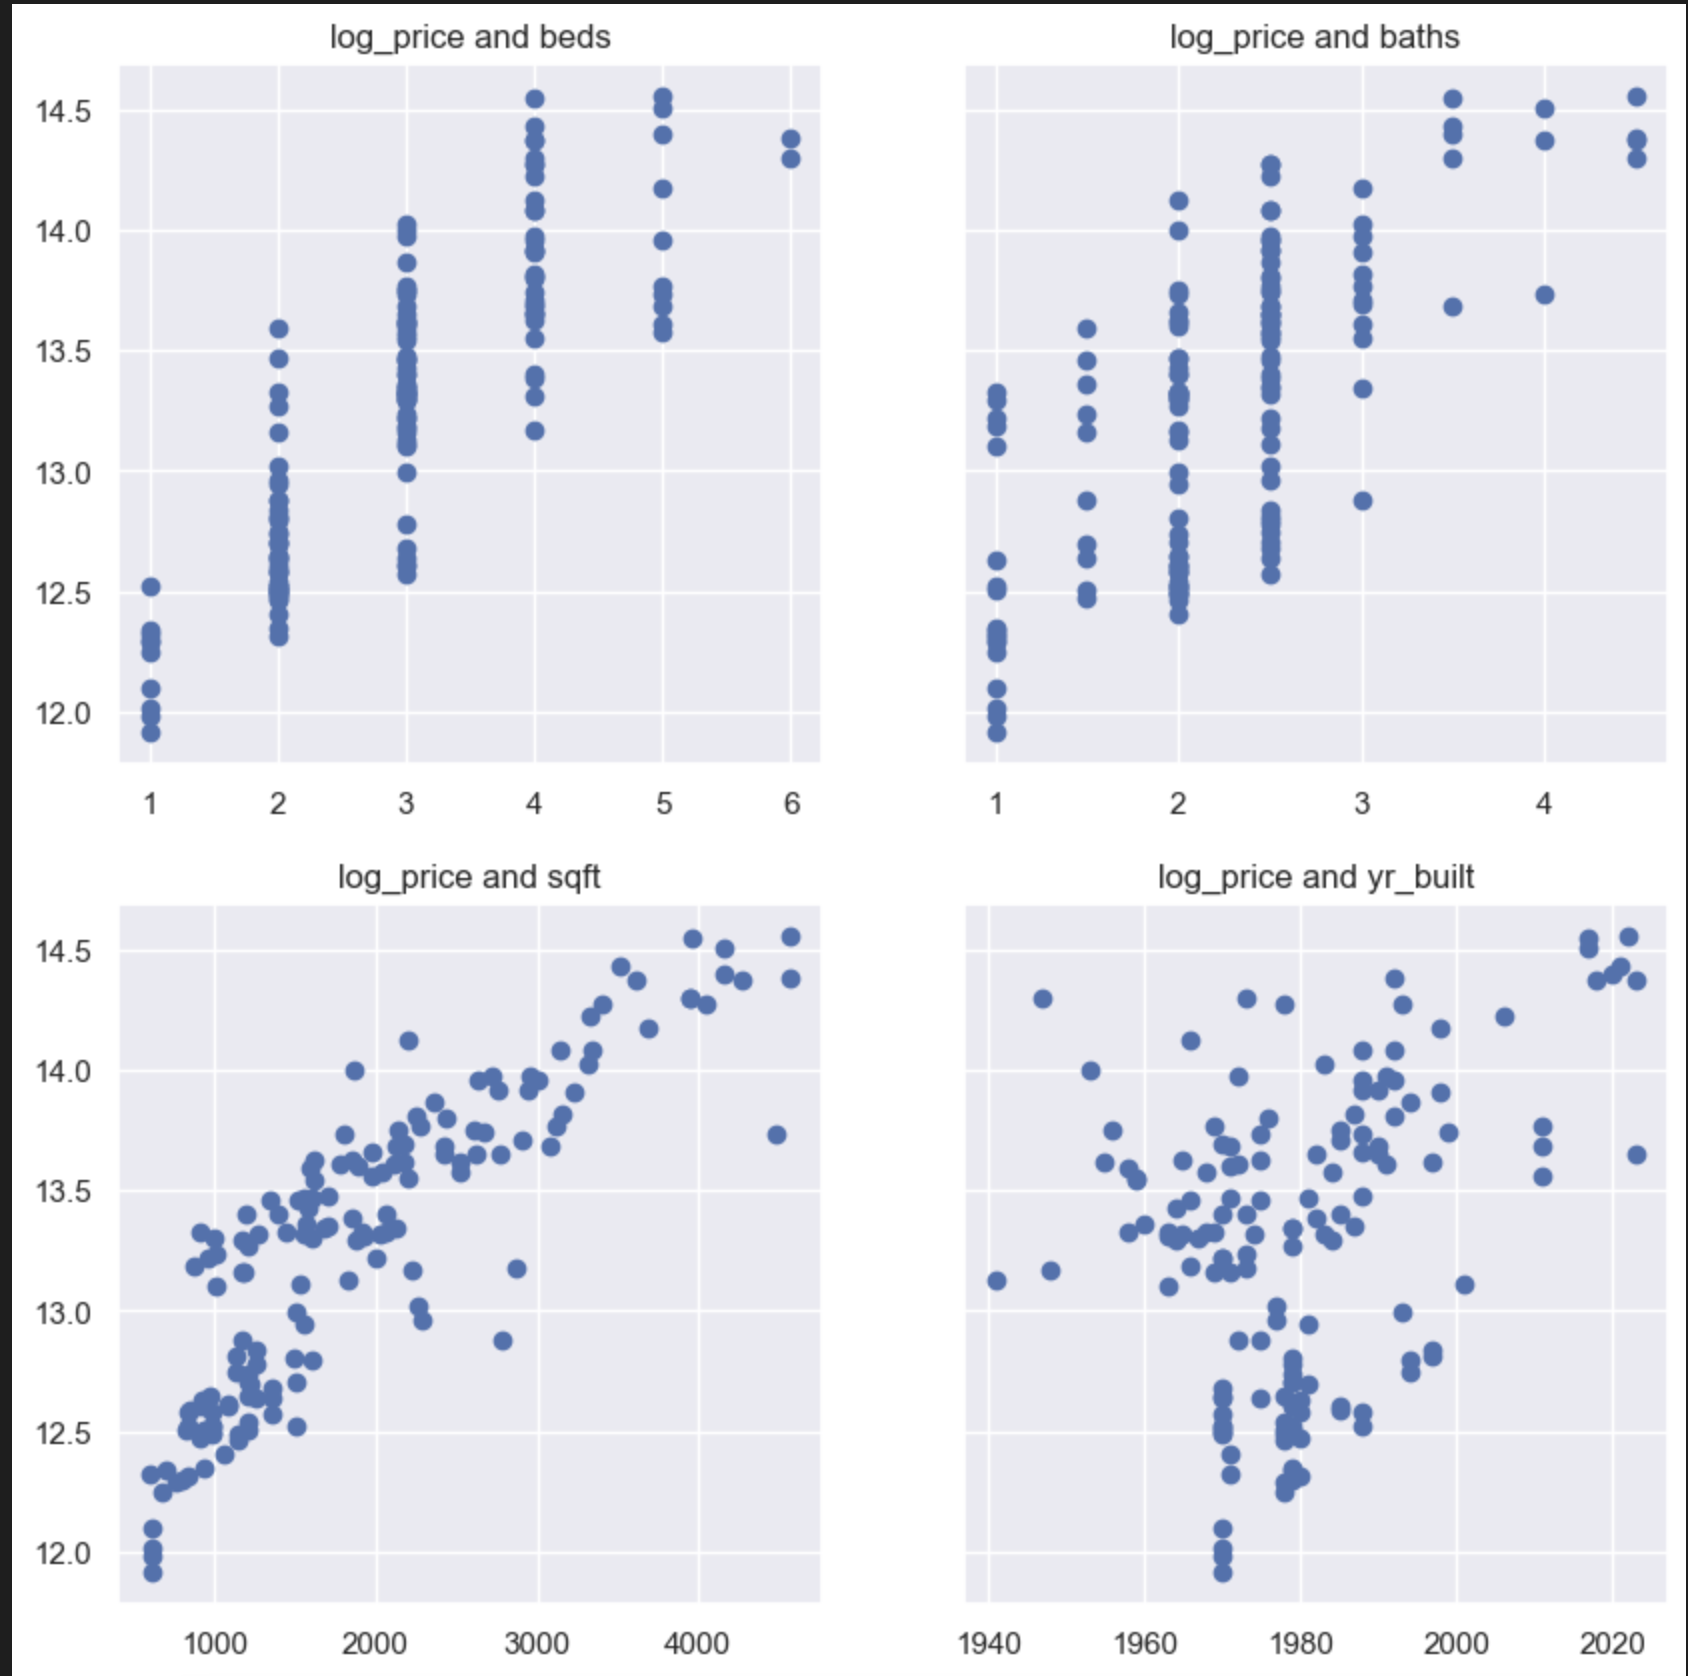 log_price and beds
log_price and baths
14.5
14.0
13.5
13.0
12.5
12.0
1 2 3 4 5 6
1 2 3 4
log_price and sqft
log_price and yr_built
14.5
14.0
13.5
13.0
12.5
12.0
1000 2000 3000 4000
1940 1960 1980 2000 2020